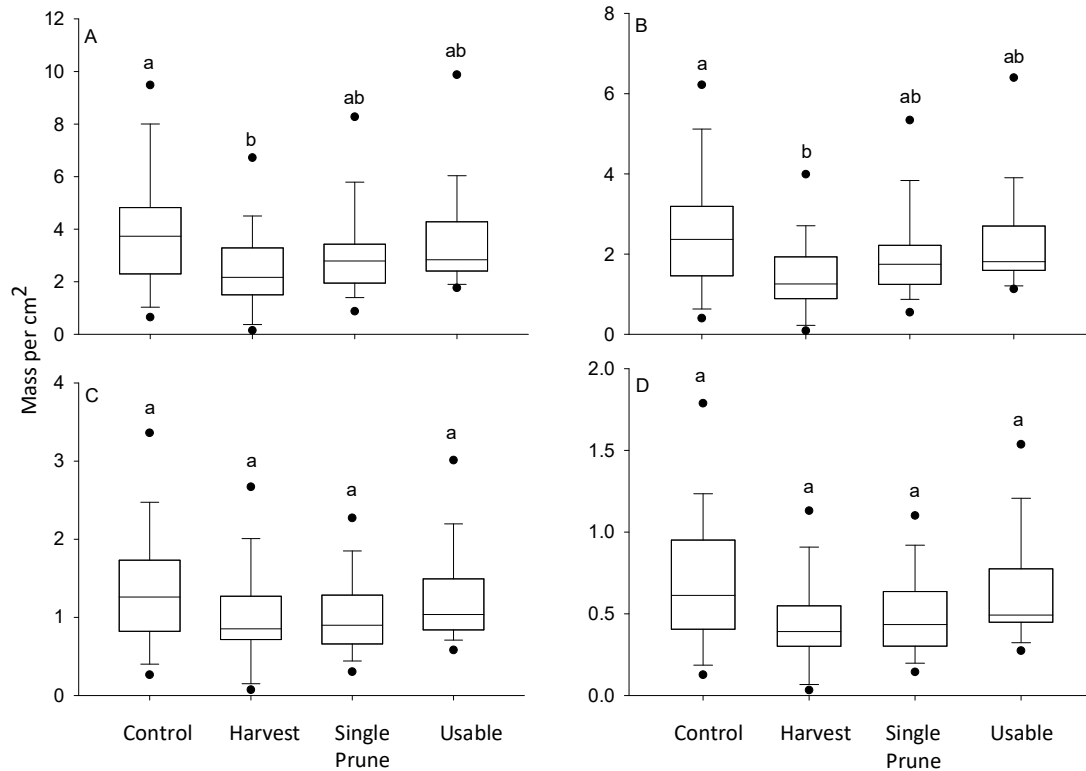 A
12
10
8
6
4
2
0
a
b
ab
ab
B
8
6
4
2
0
a
b
ab
ab
Mass per cm²
C
4
3
2
1
0
a
a
a
a
D
2.0
1.5
1.0
0.5
0.0
a
a
a
a
Control Harvest Single Usable
Prune
Control Harvest Single Usable
Prune